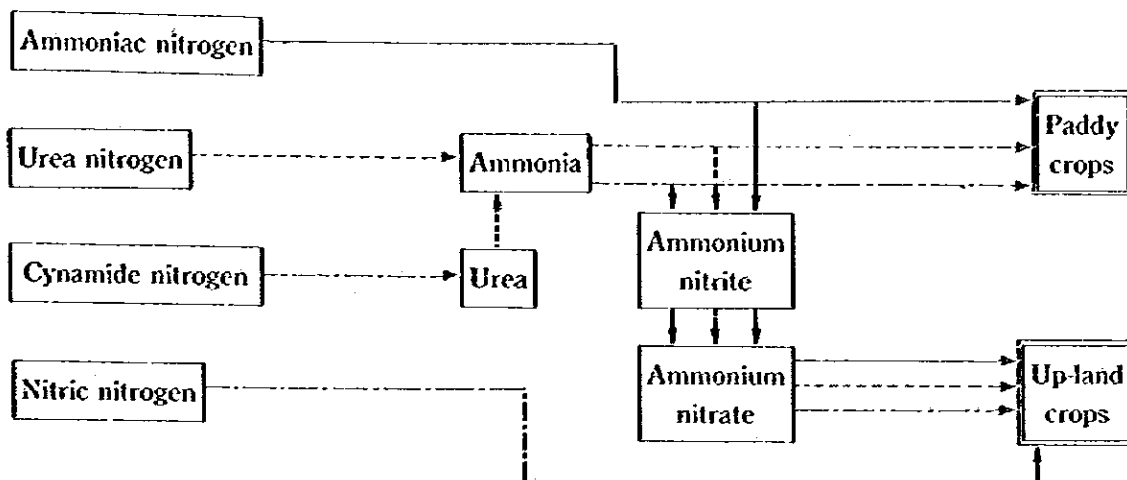 Ammoniac nitrogen
Urea nitrogen
Ammonia
Paddy
crops
Cynamide nitrogen
Urea
Ammonium
nitrite
Nitric nitrogen
Ammonium
nitrate
Up-land
crops